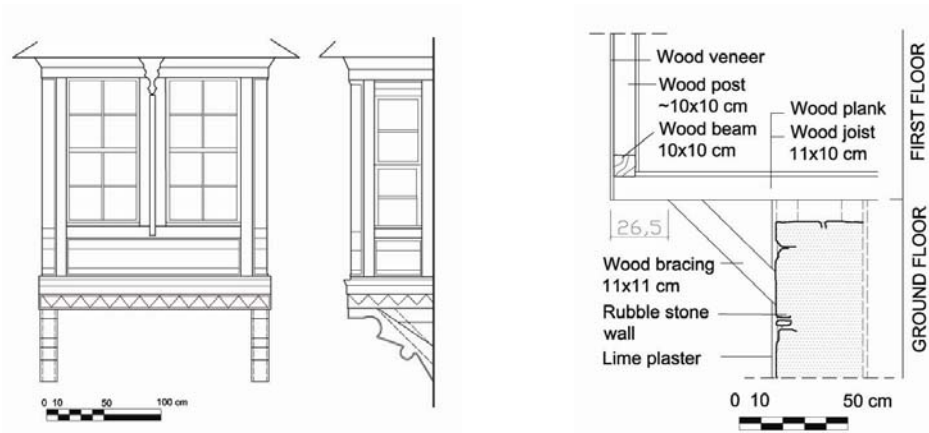 0 10 50 100 cm
Wood veneer
Wood post
~10x10 cm
Wood beam
10x10 cm
Wood plank
Wood joist
11x10 cm
FIRST FLOOR
26,5
Wood bracing
11x11 cm
Rubble stone
wall
Lime plaster
GROUND FLOOR
0 10 50 cm